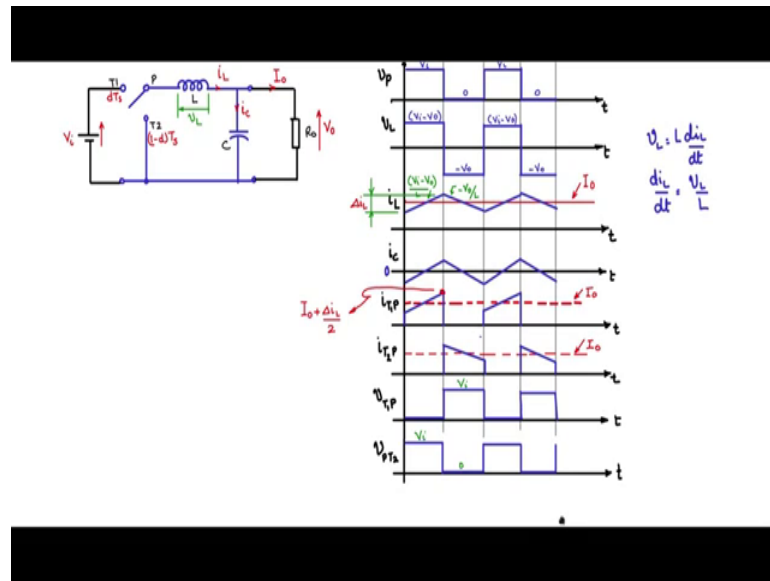 T1
dTs
P
L
iL
Io
vL
ic
Vi
T2
(1-d)Ts
C
Ro
Vo
vp
Vi
0
Vi
0
t
vL
(Vi-Vo)
-Vo
(Vi-Vo)
-Vo
t
ΔiL
iL
(Vi-Vo)/L
-Vo/L
Io
t
ic
0
t
Io + ΔiL/2
iT1P
Io
t
iT2P
Io
t
vT1P
Vi
t
vPT2
Vi
0
t
vL = L diL/dt
diL/dt = vL/L